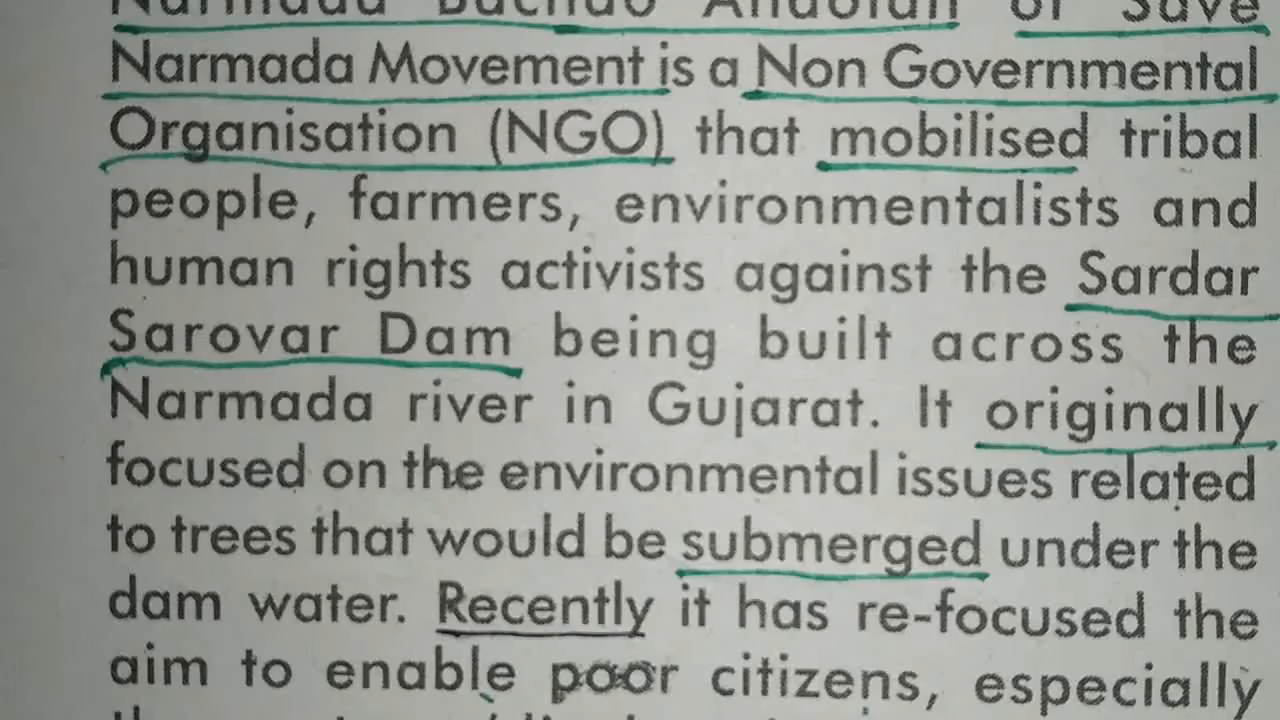 Narmada Bachao Andolan or Save
Narmada Movement is a Non Governmental
Organisation (NGO) that mobilised tribal
people, farmers, environmentalists and
human rights activists against the Sardar
Sarovar Dam being built across the
Narmada river in Gujarat. It originally
focused on the environmental issues related
to trees that would be submerged under the
dam water. Recently it has re-focused the
aim to enable poor citizens, especially